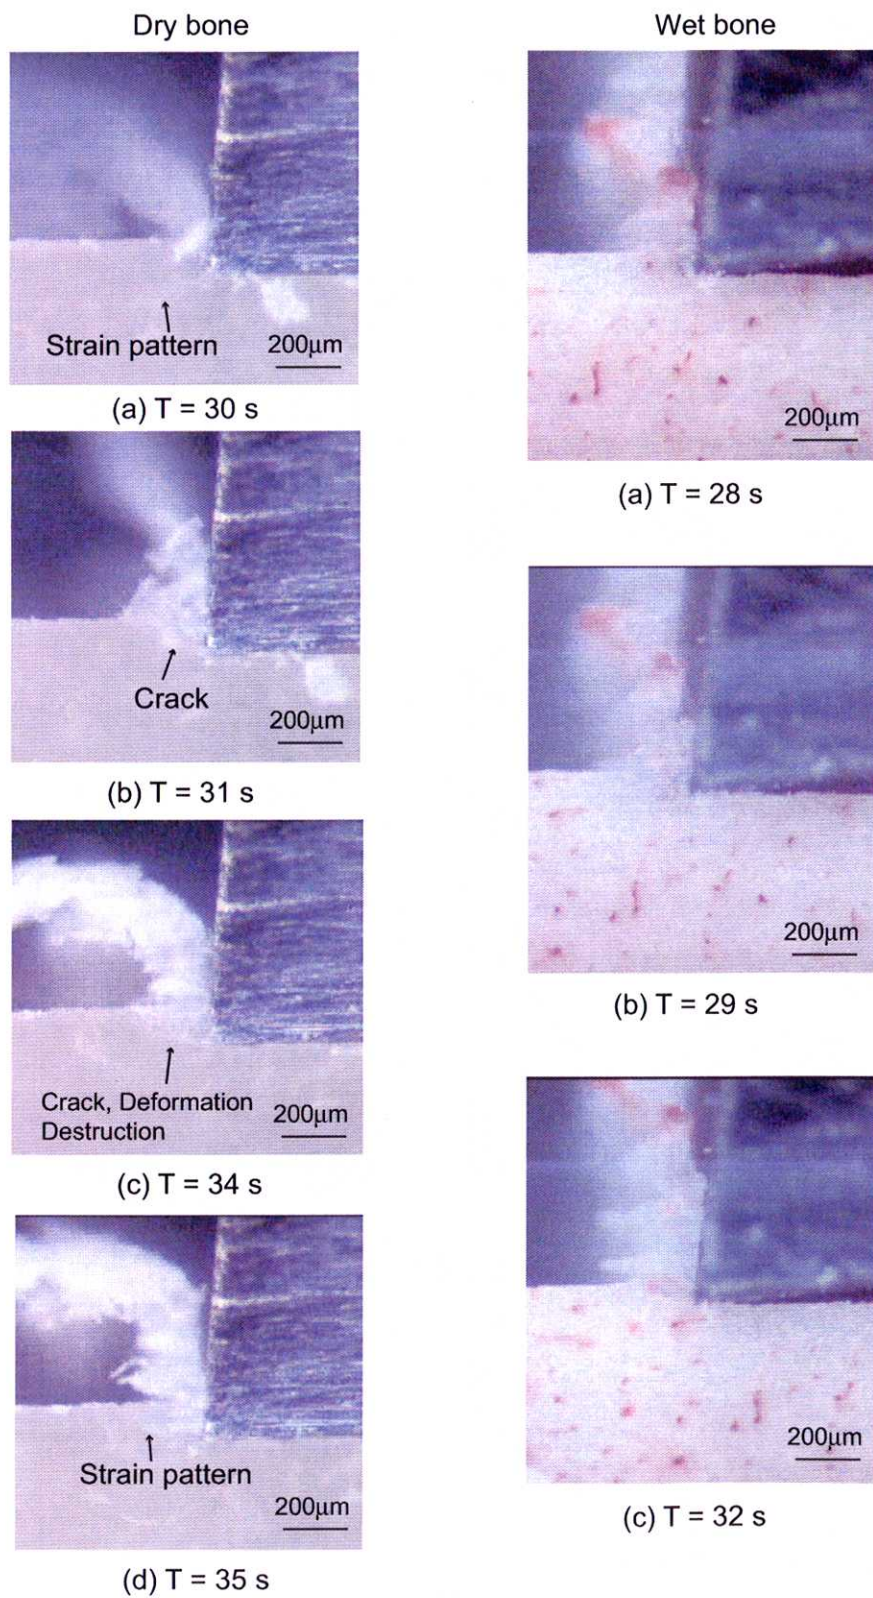 Dry bone
Strain pattern
200μm
(a) T = 30 s
Crack
200μm
(b) T = 31 s
Crack, Deformation
Destruction
200μm
(c) T = 34 s
Strain pattern
200μm
(d) T = 35 s
Wet bone
200μm
(a) T = 28 s
200μm
(b) T = 29 s
200μm
(c) T = 32 s